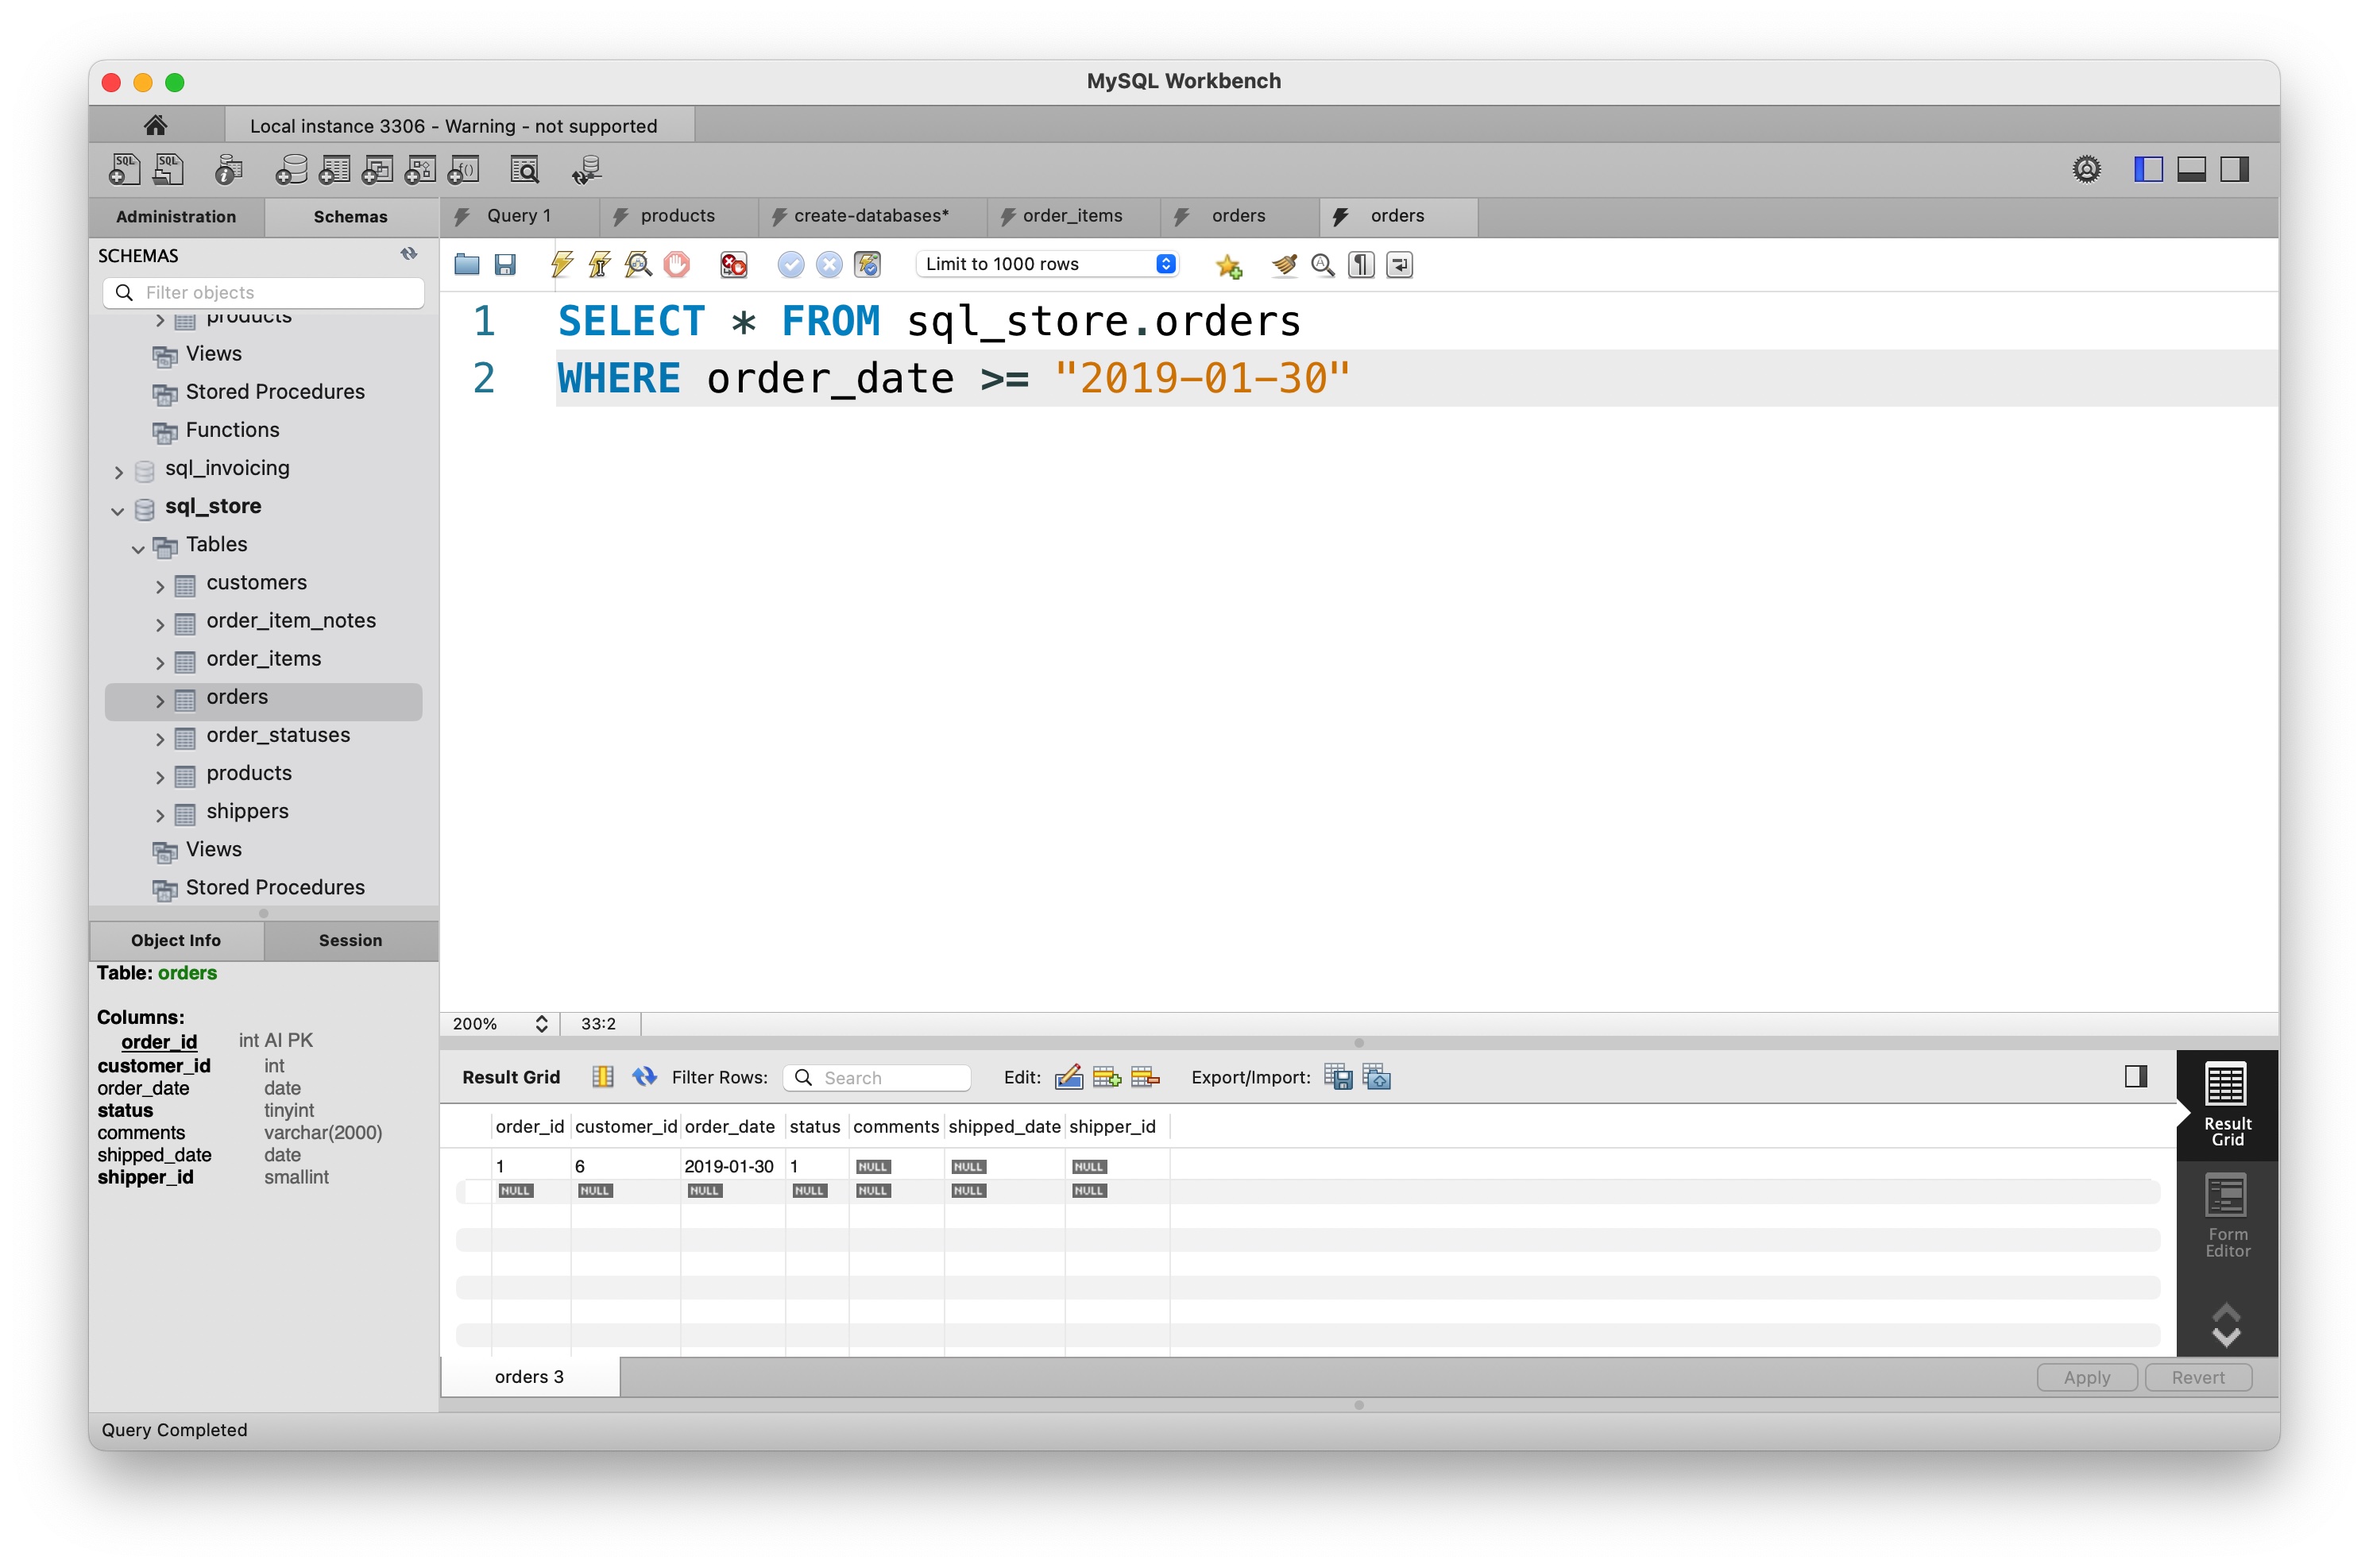 MySQL Workbench
Local instance 3306 - Warning - not supported
Administration Schemas
Query 1 products create-databases* order_items orders orders
SCHEMAS
Filter objects
products
Views
Stored Procedures
Functions
sql_invoicing
sql_store
Tables
customers
order_item_notes
order_items
orders
order_statuses
products
shippers
Views
Stored Procedures
Object Info Session
Table: orders
Columns:
order_id int AI PK
customer_id int
order_date date
status tinyint
comments varchar(2000)
shipped_date date
shipper_id smallint
Limit to 1000 rows
1 SELECT * FROM sql_store.orders
2 WHERE order_date >= "2019-01-30"
200% 33:2
Result Grid Filter Rows: Search Edit: Export/Import:
order_id customer_id order_date status comments shipped_date shipper_id
1 6 2019-01-30 1 NULL NULL NULL
NULL NULL NULL NULL NULL NULL NULL
Result
Grid
Form
Editor
orders 3
Apply Revert
Query Completed